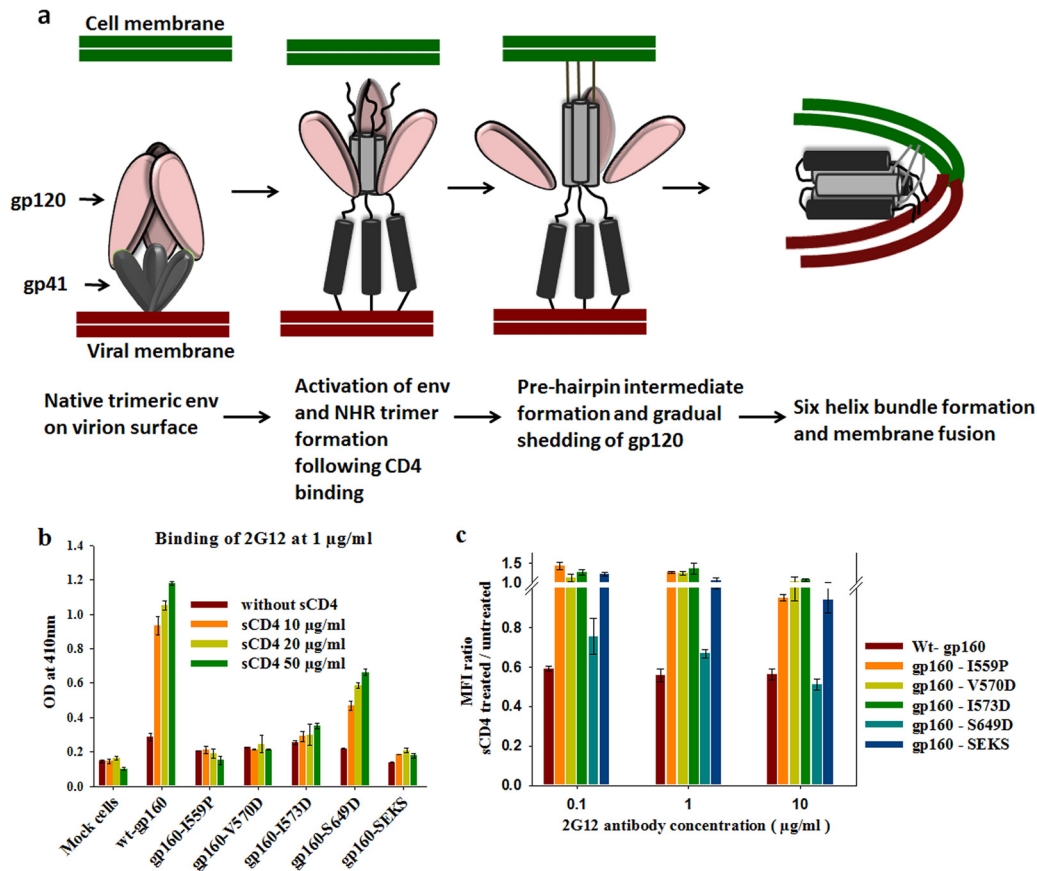 a
Cell membrane
gp120
gp41
Viral membrane
Native trimeric env
on virion surface
Activation of env
and NHR trimer
formation
following CD4
binding
Pre-hairpin intermediate
formation and gradual
shedding of gp120
Six helix bundle formation
and membrane fusion
b
Binding of 2G12 at 1 µg/ml
OD at 410nm
1.4
1.2
1.0
0.8
0.6
0.4
0.2
0.0
without sCD4
sCD4 10 µg/ml
sCD4 20 µg/ml
sCD4 50 µg/ml
Mock cells
wt-gp160
gp160-I559P
gp160-V570D
gp160-I573D
gp160-S649D
gp160-SEKS
c
MFI ratio
sCD4 treated / untreated
1.5
1.0
0.8
0.6
0.4
0.2
0.0
0.1
1
10
2G12 antibody concentration ( µg/ml )
Wt- gp160
gp160 - I559P
gp160 - V570D
gp160 - I573D
gp160 - S649D
gp160 - SEKS